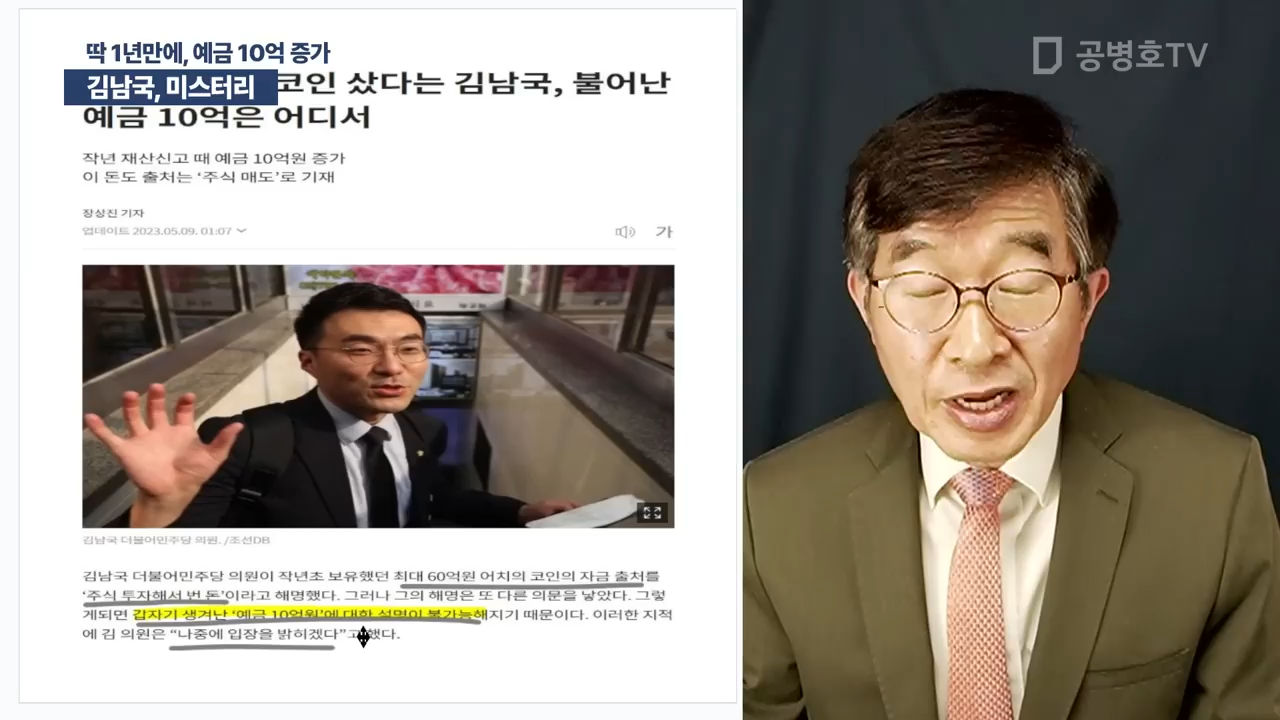 딱 1년만에, 예금 10억 증가
김남국, 미스터리
공병호TV
코인 샀다는 김남국, 불어난
예금 10억은 어디서
작년 재산신고 때 예금 10억원 증가
이 돈도 출처는 ‘주식 매도’로 기재
장상진 기자
업데이트 2023.05.09. 01:07
가
김남국 더불어민주당 의원. /조선DB
김남국 더불어민주당 의원이 작년초 보유했던 최대 60억원 어치의 코인의 자금 출처를
‘주식 투자해서 번 돈’이라고 해명했다. 그러나 그의 해명은 또 다른 의문을 낳았다. 그렇
게되면 갑자기 생겨난 ‘예금 10억원’에 대한 설명이 불가능해지기 때문이다. 이러한 지적
에 김 의원은 “나중에 입장을 밝히겠다”고 했다.